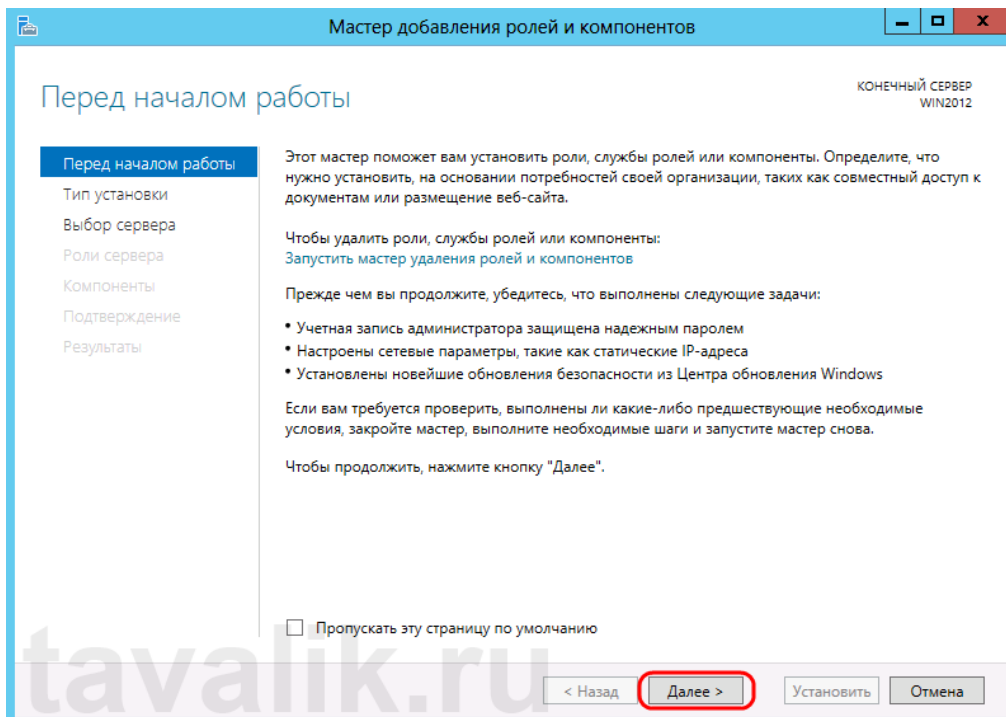 Мастер добавления ролей и компонентов
Перед началом работы
КОНЕЧНЫЙ СЕРВЕР
WIN2012
Перед началом работы
Тип установки
Выбор сервера
Роли сервера
Компоненты
Подтверждение
Результаты
Этот мастер поможет вам установить роли, службы ролей или компоненты. Определите, что
нужно установить, на основании потребностей своей организации, таких как совместный доступ к
документам или размещение веб-сайта.
Чтобы удалить роли, службы ролей или компоненты:
Запустить мастер удаления ролей и компонентов
Прежде чем вы продолжите, убедитесь, что выполнены следующие задачи:
• Учетная запись администратора защищена надежным паролем
• Настроены сетевые параметры, такие как статические IP-адреса
• Установлены новейшие обновления безопасности из Центра обновления Windows
Если вам требуется проверить, выполнены ли какие-либо предшествующие необходимые
условия, закройте мастер, выполните необходимые шаги и запустите мастер снова.
Чтобы продолжить, нажмите кнопку "Далее".
Пропускать эту страницу по умолчанию
tavalik.ru
< Назад
Далее >
Установить
Отмена